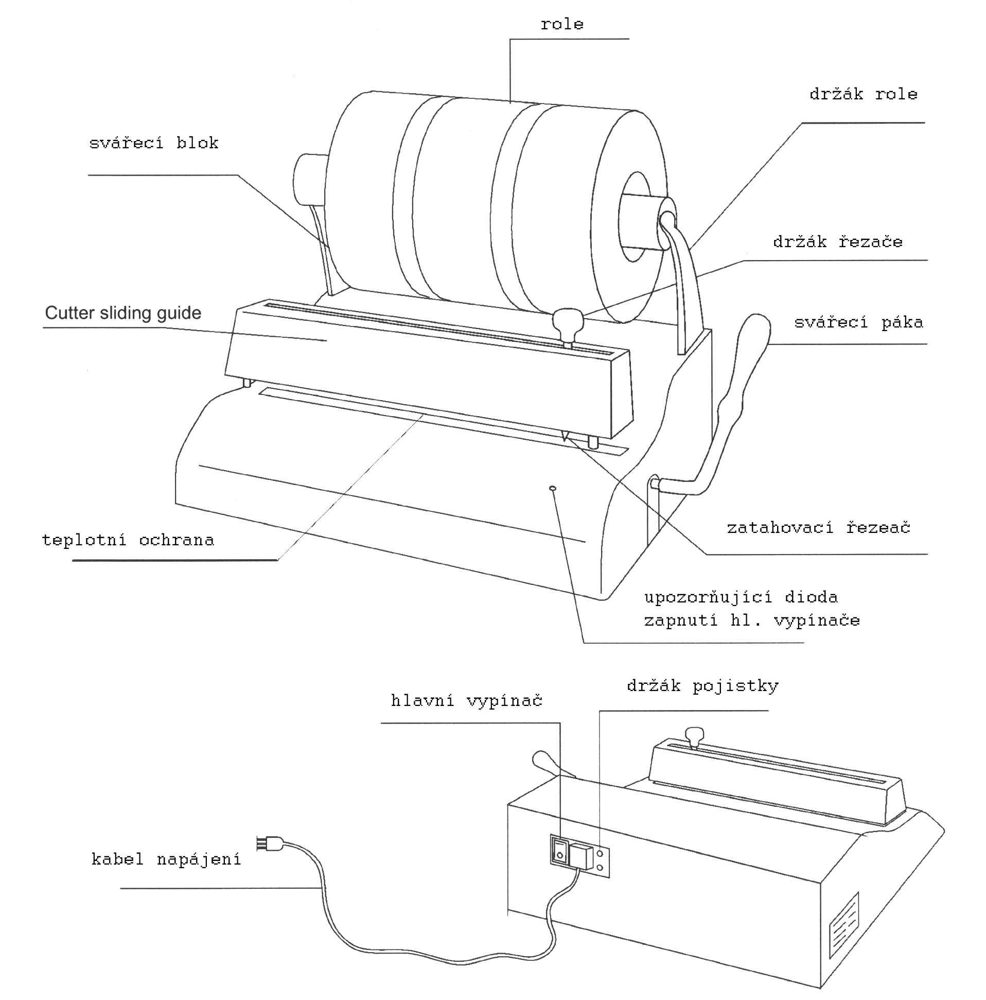 role
držák role
svářecí blok
držák řezače
Cutter sliding guide
svářecí páka
zatahovací řezeač
teplotní ochrana
upozorňující dioda
zapnutí hl. vypínače
držák pojistky
hlavní vypínač
kabel napájení